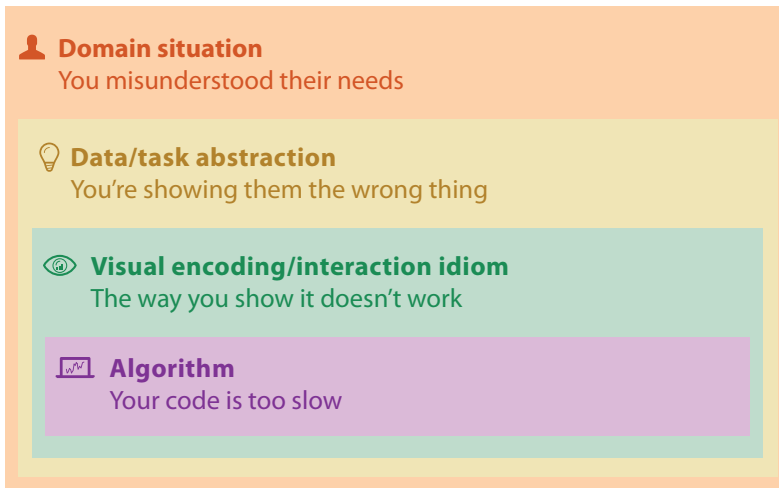 Domain situation
You misunderstood their needs
Data/task abstraction
You’re showing them the wrong thing
Visual encoding/interaction idiom
The way you show it doesn’t work
Algorithm
Your code is too slow